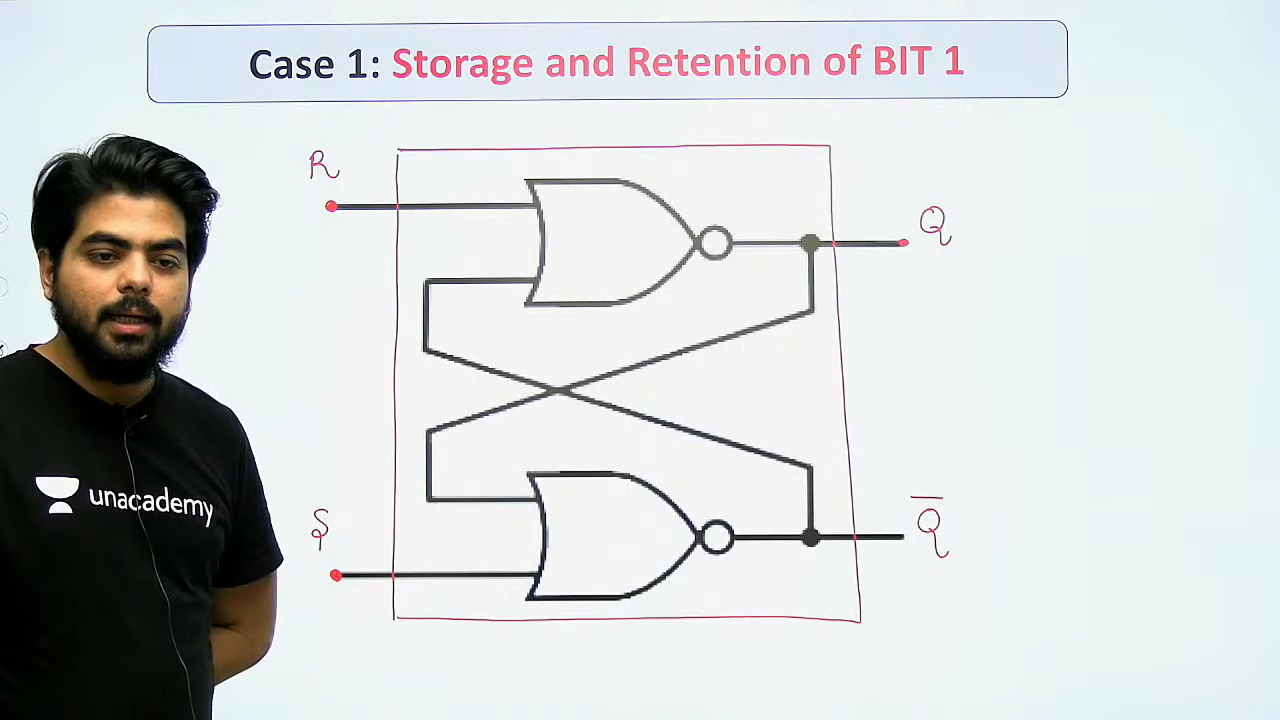 Case 1: Storage and Retention of BIT 1
R
Q
unacademy
S
Q̅